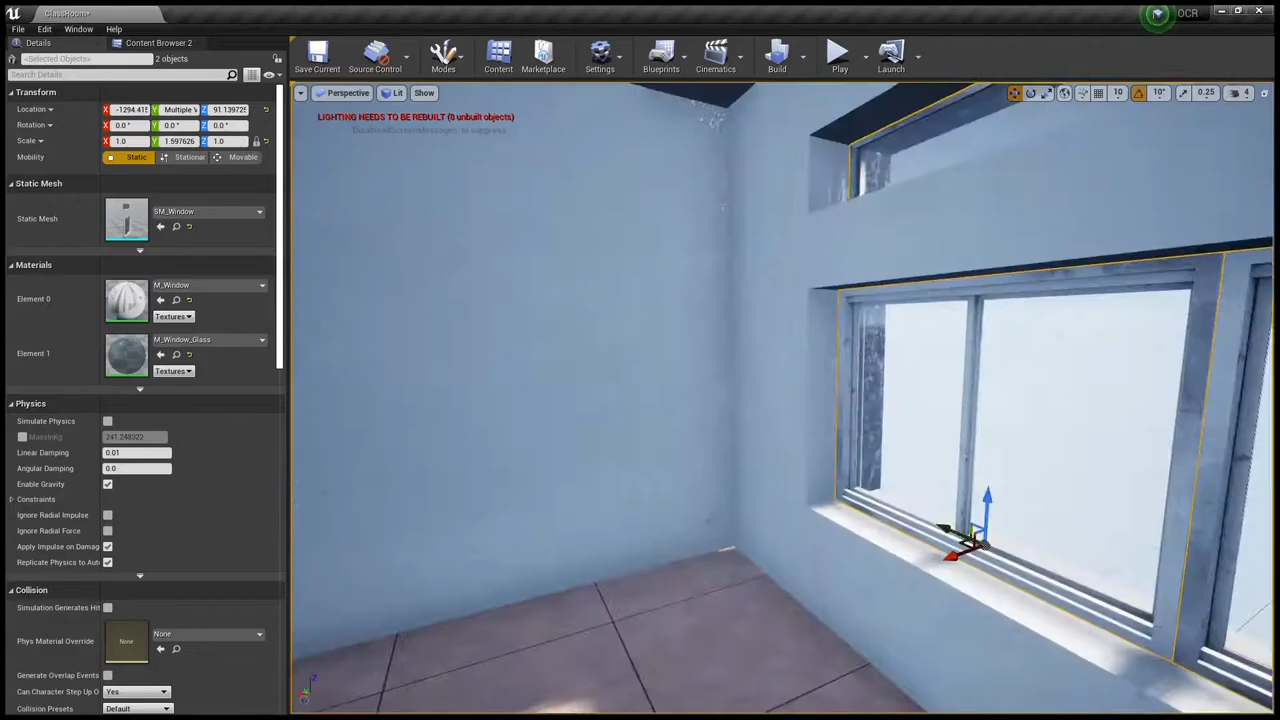 ClassRoom*
OCR
File Edit Window Help
Details Content Browser 2
<Selected Objects> 2 objects
Search Details
Save Current Source Control Modes Content Marketplace Settings Blueprints Cinematics Build Play Launch
Perspective Lit Show
10 10° 0.25 4
LIGHTING NEEDS TO BE REBUILT (8 unbuilt objects)
'DisableAllScreenMessages' to suppress
Transform
Location X -1294.415 Y Multiple V Z 91.139725
Rotation X 0.0 ° Y 0.0 ° Z 0.0 °
Scale X 1.0 Y 1.597626 Z 1.0
Mobility Static Stationar Movable
Static Mesh
Static Mesh SM_Window
Materials
Element 0 M_Window
Textures
Element 1 M_Window_Glass
Textures
Physics
Simulate Physics
MassInKg 241.248322
Linear Damping 0.01
Angular Damping 0.0
Enable Gravity
Constraints
Ignore Radial Impulse
Ignore Radial Force
Apply Impulse on Damag
Replicate Physics to Aut
Collision
Simulation Generates Hit
Phys Material Override None None
Generate Overlap Events
Can Character Step Up O Yes
Collision Presets Default
Z